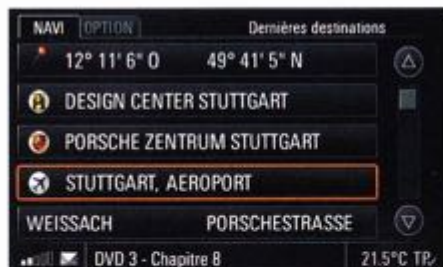 NAVI OPTION Dernières destinations
12° 11' 6" O 49° 41' 5" N
DESIGN CENTER STUTTGART
PORSCHE ZENTRUM STUTTGART
STUTTGART, AEROPORT
WEISSACH PORSCHESTRASSE
DVD 3 - Chapitre 8 21.5°C TP